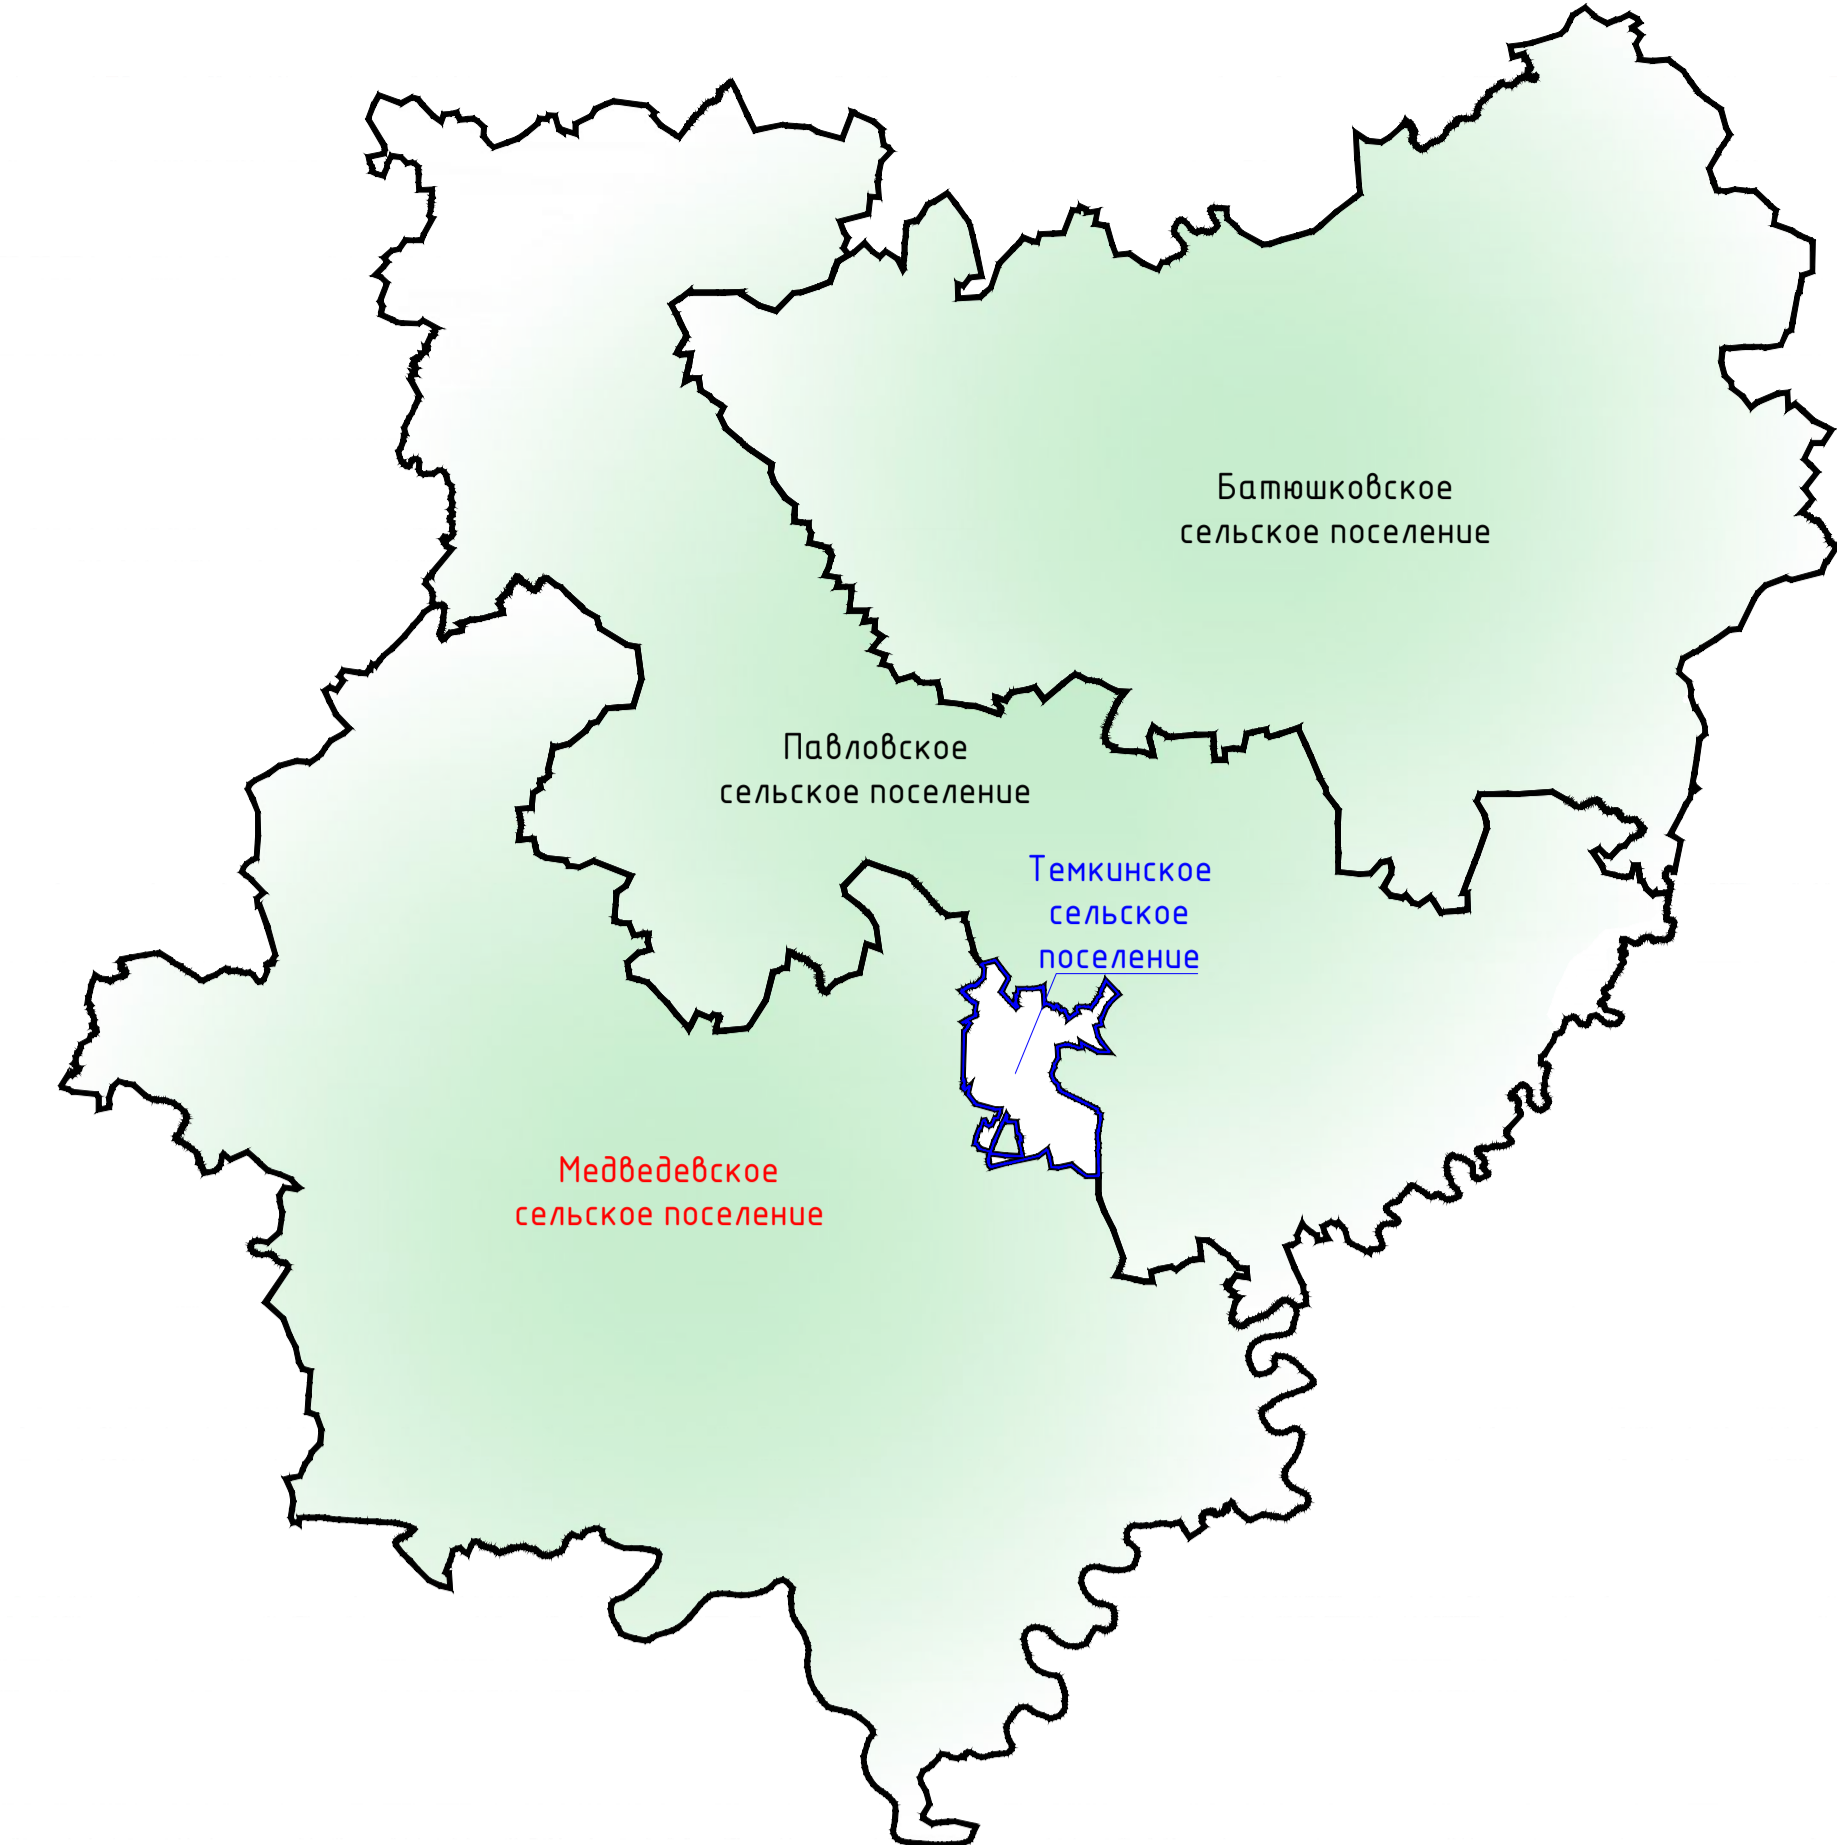 Батюшковское
сельское поселение
Павловское
сельское поселение
Темкинское
сельское
поселение
Медведевское
сельское поселение